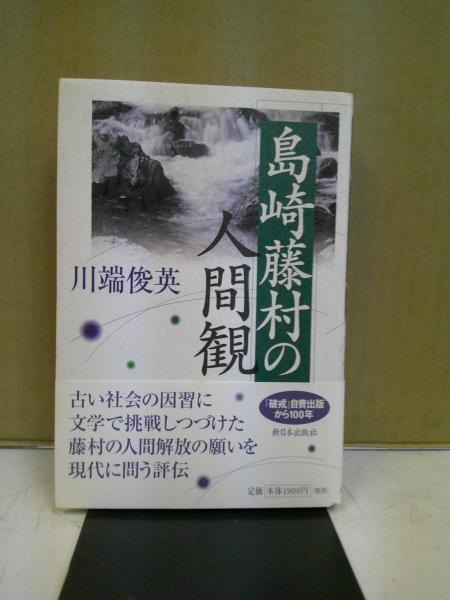 島崎藤村の
人間観
川端俊英
古い社会の因習に
文学で挑戦しつづけた
藤村の人間解放の願いを
現代に問う評伝
「破戒」自費出版
から100年
新日本出版社
定価 本体1900円 (税別)